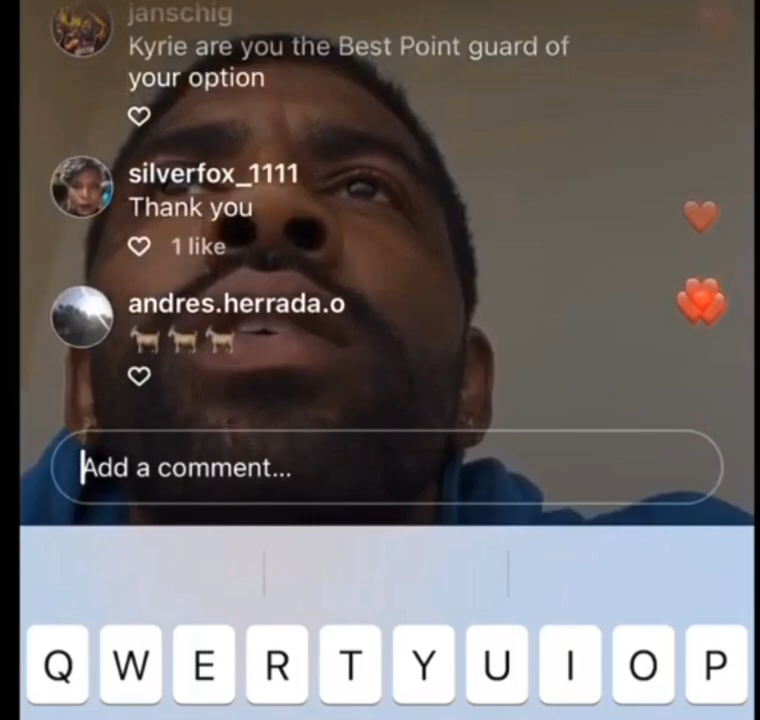 janschig
Kyrie are you the Best Point guard of
your option
silverfox_1111
Thank you
1 like
andres.herrada.o
🐐🐐🐐
Add a comment...
Q W E R T Y U I O P